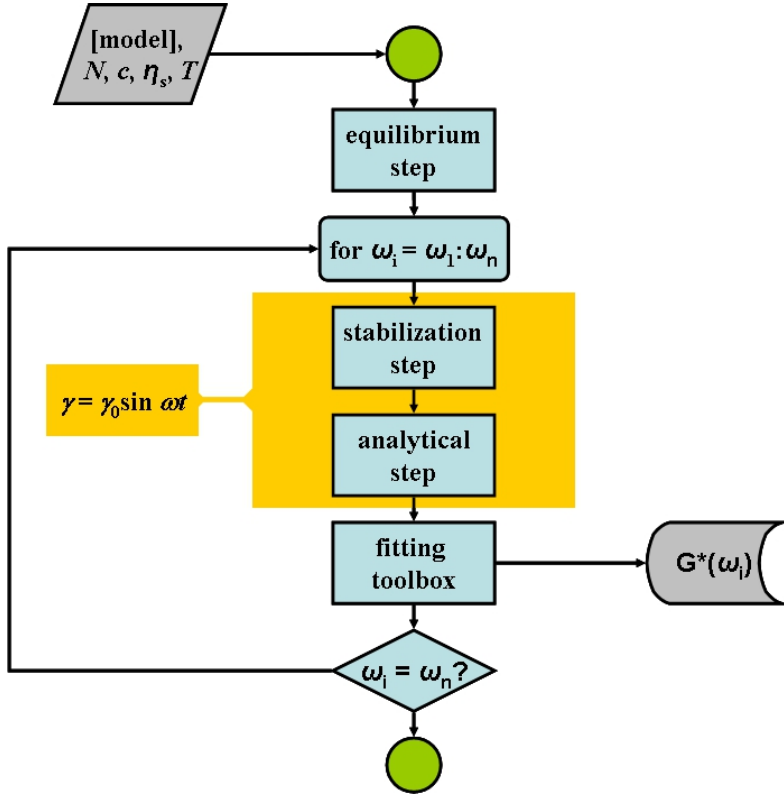 [model],
N, c, ηs, T
equilibrium
step
for ωi = ω1:ωn
stabilization
step
γ = γ0sin ωt
analytical
step
fitting
toolbox
G*(ωi)
ωi = ωn?